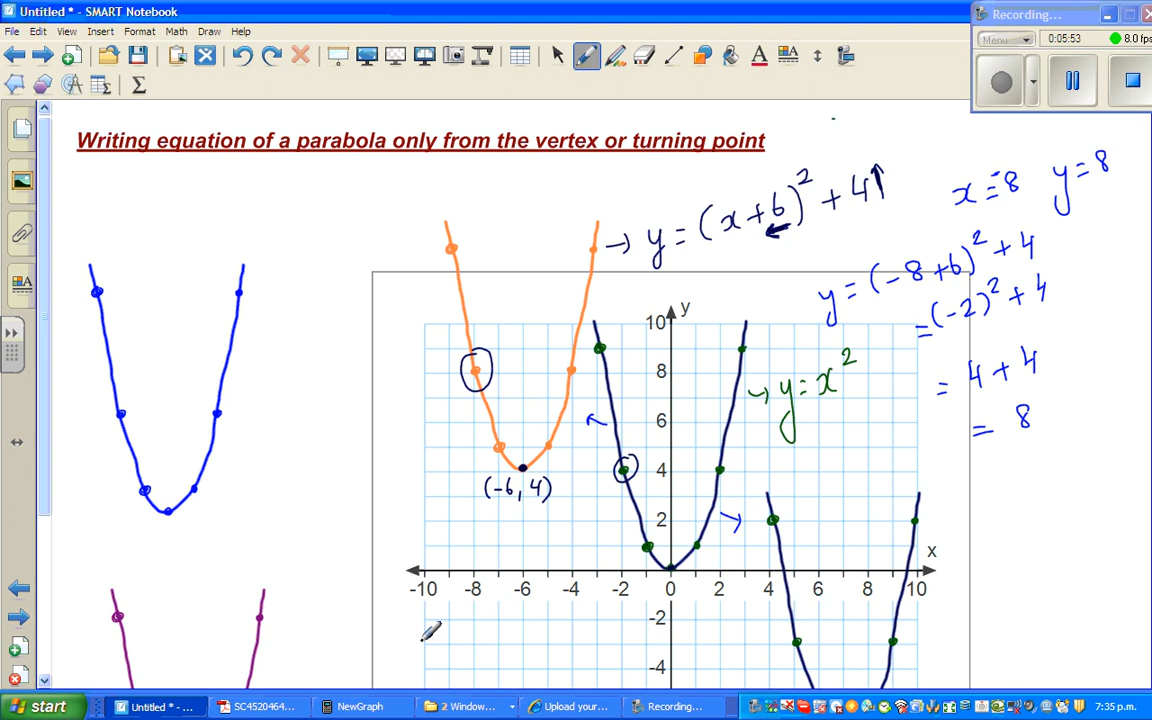 Untitled * - SMART Notebook
File Edit View Insert Format Math Draw Help
Recording...
Menu 0:05:53 8.0 fps
Writing equation of a parabola only from the vertex or turning point
→ y = (x+6)² + 4↑
←
x = -8 y = 8
y = (-8+6)² + 4
= (-2)² + 4
= 4 + 4
= 8
→ y = x²
(-6, 4)
y
10
8
6
4
2
x
-10 -8 -6 -4 -2 0 2 4 6 8 10
-2
-4
start Untitled * - ... SC4520464... NewGraph 2 Window... Upload your... Recording... 7:35 p.m.